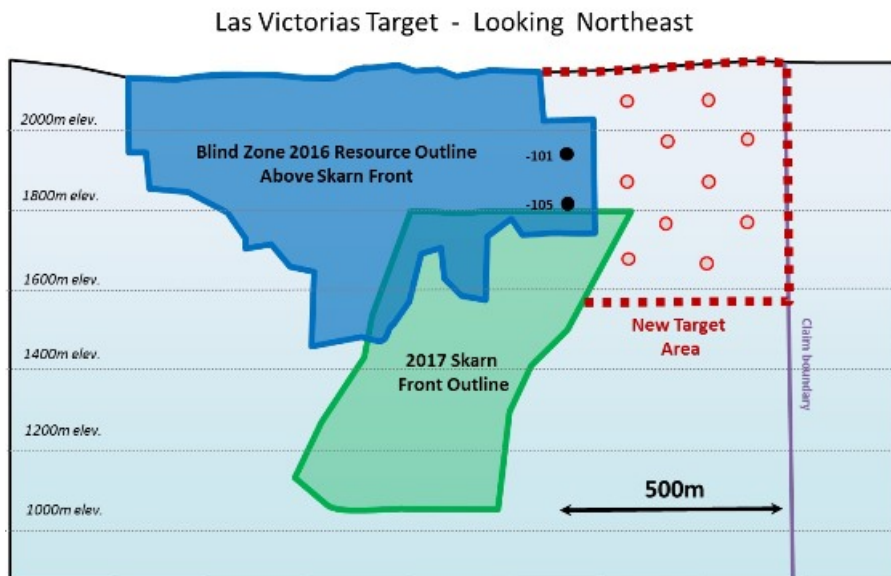 Las Victorias Target - Looking Northeast
2000m elev.
Blind Zone 2016 Resource Outline
Above Skarn Front
-101
-105
1800m elev.
1600m elev.
New Target
Area
Claim boundary
1400m elev.
2017 Skarn
Front Outline
1200m elev.
500m
1000m elev.